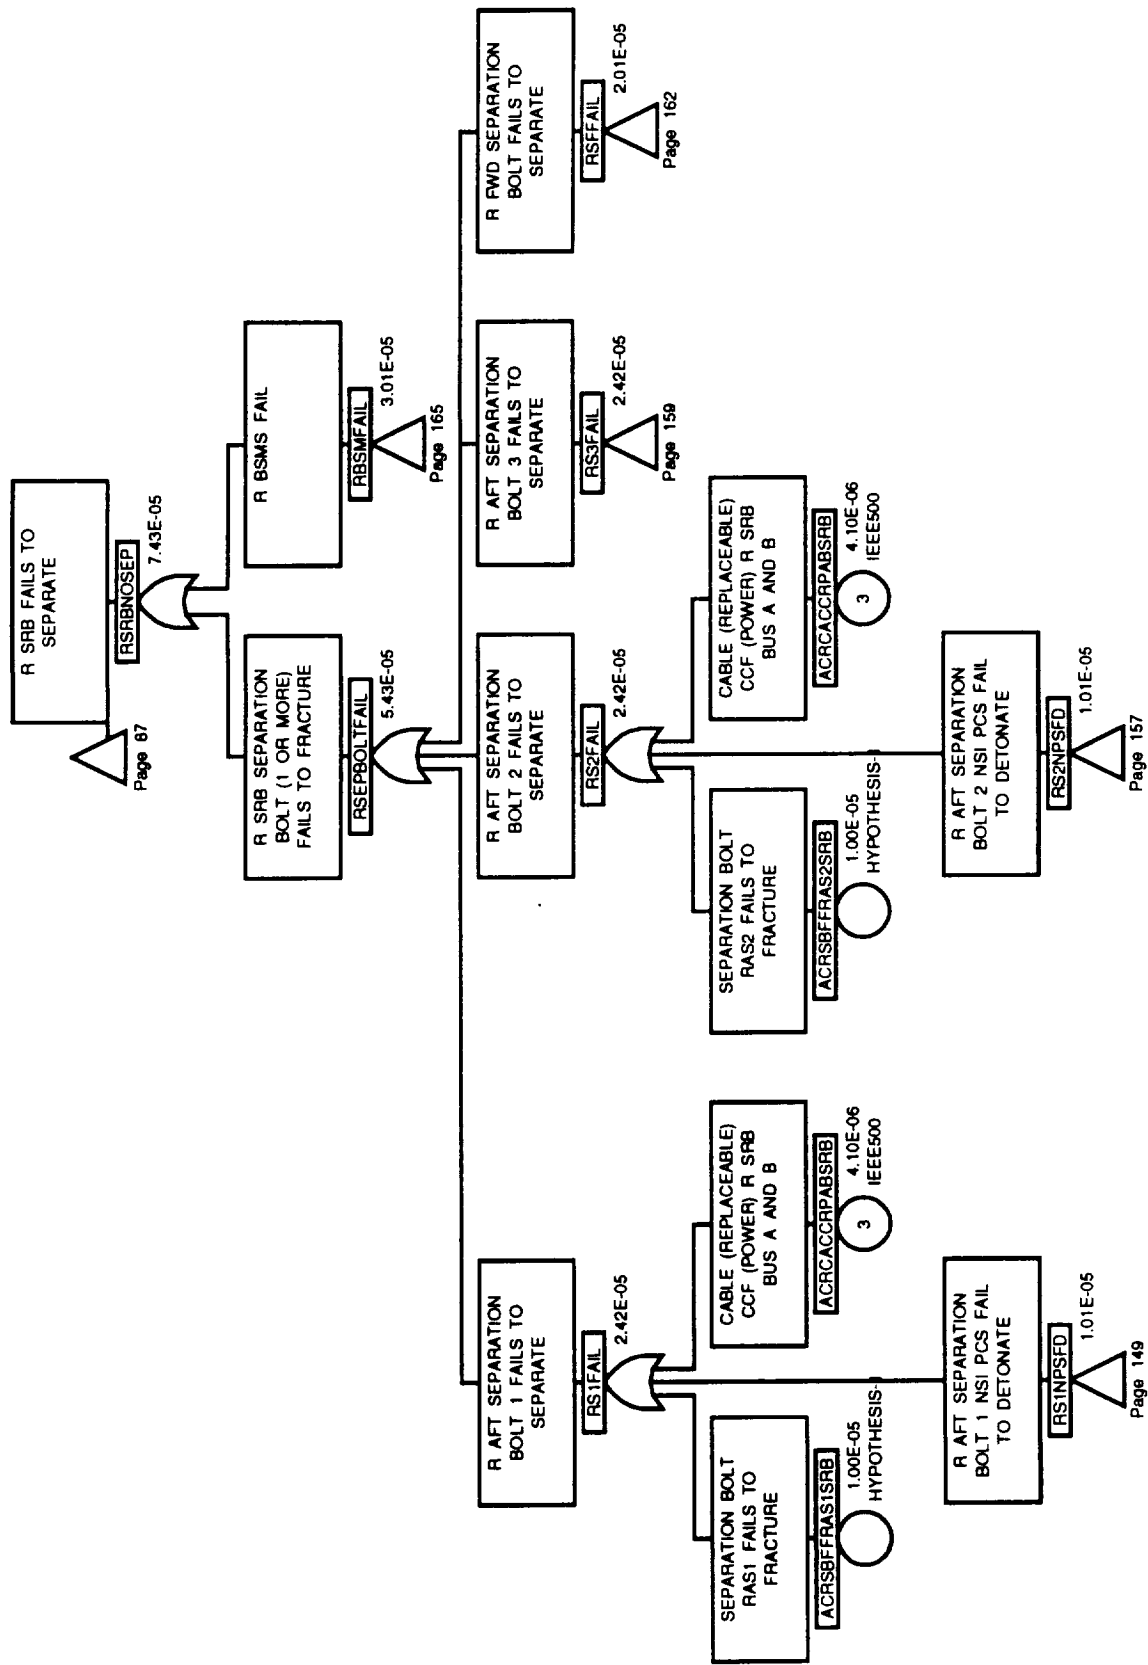 R SRB FAILS TO
SEPARATE
RSRBNOSEP
7.43E-05
Page 87
R SRB SEPARATION
BOLT (1 OR MORE)
FAILS TO FRACTURE
RSEPBOLTFAIL
5.43E-05
R BSMS FAIL
RBSMFAIL
3.01E-05
Page 165
R AFT SEPARATION
BOLT 1 FAILS TO
SEPARATE
RS1FAIL
2.42E-05
R AFT SEPARATION
BOLT 2 FAILS TO
SEPARATE
RS2FAIL
2.42E-05
R AFT SEPARATION
BOLT 3 FAILS TO
SEPARATE
RS3FAIL
2.42E-05
Page 159
R FWD SEPARATION
BOLT FAILS TO
SEPARATE
RSFFAIL
2.01E-05
Page 162
SEPARATION BOLT
RAS1 FAILS TO
FRACTURE
ACRSBFFRAS1SRB
1.00E-05
HYPOTHESIS-
CABLE (REPLACEABLE)
CCF (POWER) R SRB
BUS A AND B
ACRCACCRPABSRB
3
4.10E-06
IEEE500
SEPARATION BOLT
RAS2 FAILS TO
FRACTURE
ACRSBFFRAS2SRB
1.00E-05
HYPOTHESIS-
CABLE (REPLACEABLE)
CCF (POWER) R SRB
BUS A AND B
ACRCACCRPABSRB
3
4.10E-06
IEEE500
R AFT SEPARATION
BOLT 1 NSI PCS FAIL
TO DETONATE
RS1NPSFD
1.01E-05
Page 149
R AFT SEPARATION
BOLT 2 NSI PCS FAIL
TO DETONATE
RS2NPSFD
1.01E-05
Page 157